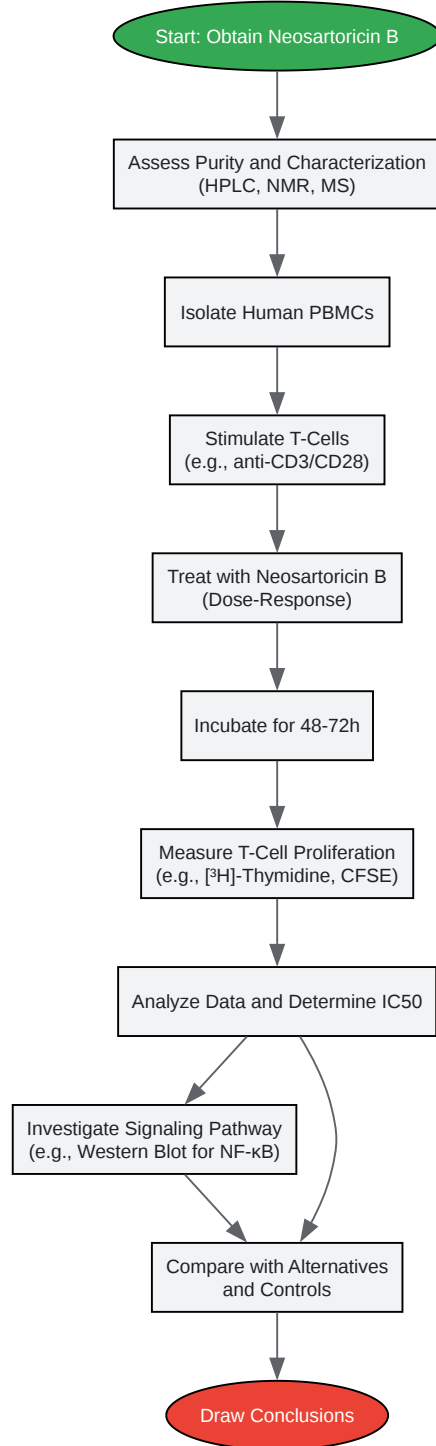 Start: Obtain Neosartoricin B
Assess Purity and Characterization
(HPLC, NMR, MS)
Isolate Human PBMCs
Stimulate T-Cells
(e.g., anti-CD3/CD28)
Treat with Neosartoricin B
(Dose-Response)
Incubate for 48-72h
Measure T-Cell Proliferation
(e.g., [³H]-Thymidine, CFSE)
Analyze Data and Determine IC50
Investigate Signaling Pathway
(e.g., Western Blot for NF-κB)
Compare with Alternatives
and Controls
Draw Conclusions